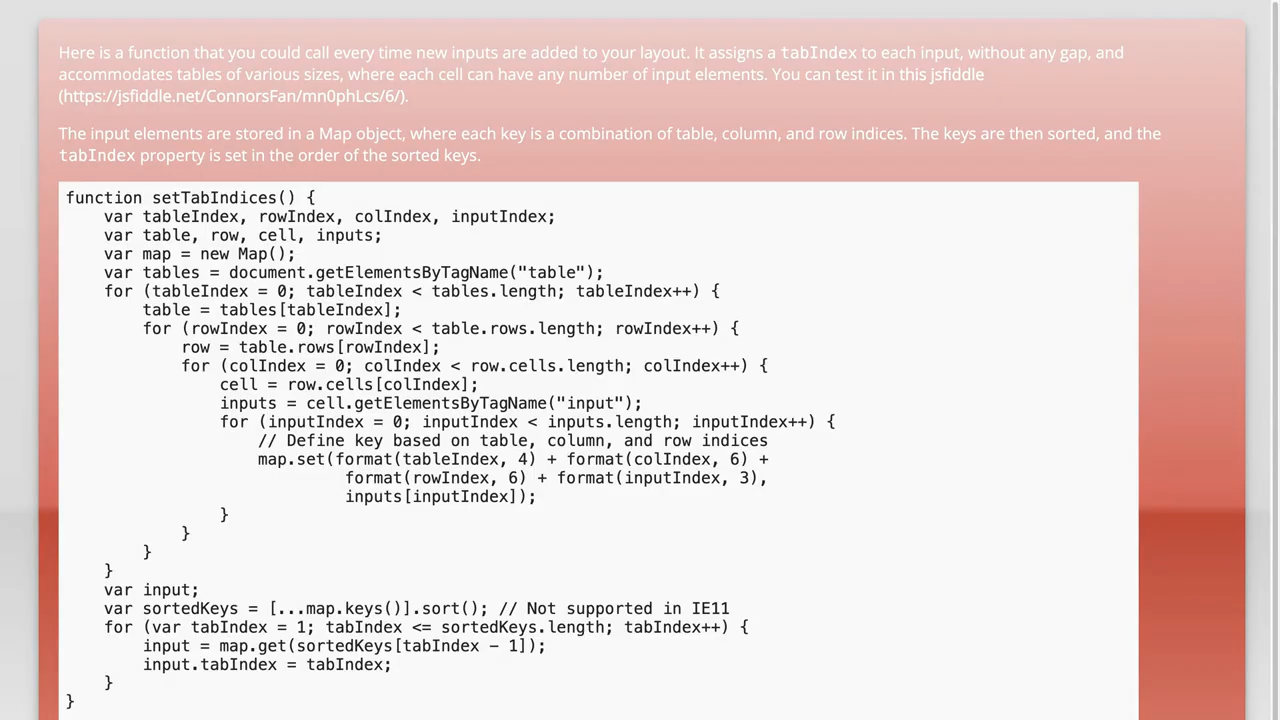 Here is a function that you could call every time new inputs are added to your layout. It assigns a tabIndex to each input, without any gap, and
accommodates tables of various sizes, where each cell can have any number of input elements. You can test it in this jsfiddle
(https://jsfiddle.net/ConnorsFan/mn0phLcs/6/).
The input elements are stored in a Map object, where each key is a combination of table, column, and row indices. The keys are then sorted, and the
tabIndex property is set in the order of the sorted keys.
function setTabIndices() {
    var tableIndex, rowIndex, colIndex, inputIndex;
    var table, row, cell, inputs;
    var map = new Map();
    var tables = document.getElementsByTagName("table");
    for (tableIndex = 0; tableIndex < tables.length; tableIndex++) {
        table = tables[tableIndex];
        for (rowIndex = 0; rowIndex < table.rows.length; rowIndex++) {
            row = table.rows[rowIndex];
            for (colIndex = 0; colIndex < row.cells.length; colIndex++) {
                cell = row.cells[colIndex];
                inputs = cell.getElementsByTagName("input");
                for (inputIndex = 0; inputIndex < inputs.length; inputIndex++) {
                    // Define key based on table, column, and row indices
                    map.set(format(tableIndex, 4) + format(colIndex, 6) +
                             format(rowIndex, 6) + format(inputIndex, 3),
                             inputs[inputIndex]);
                }
            }
        }
    }
    var input;
    var sortedKeys = [...map.keys()].sort(); // Not supported in IE11
    for (var tabIndex = 1; tabIndex <= sortedKeys.length; tabIndex++) {
        input = map.get(sortedKeys[tabIndex - 1]);
        input.tabIndex = tabIndex;
    }
}